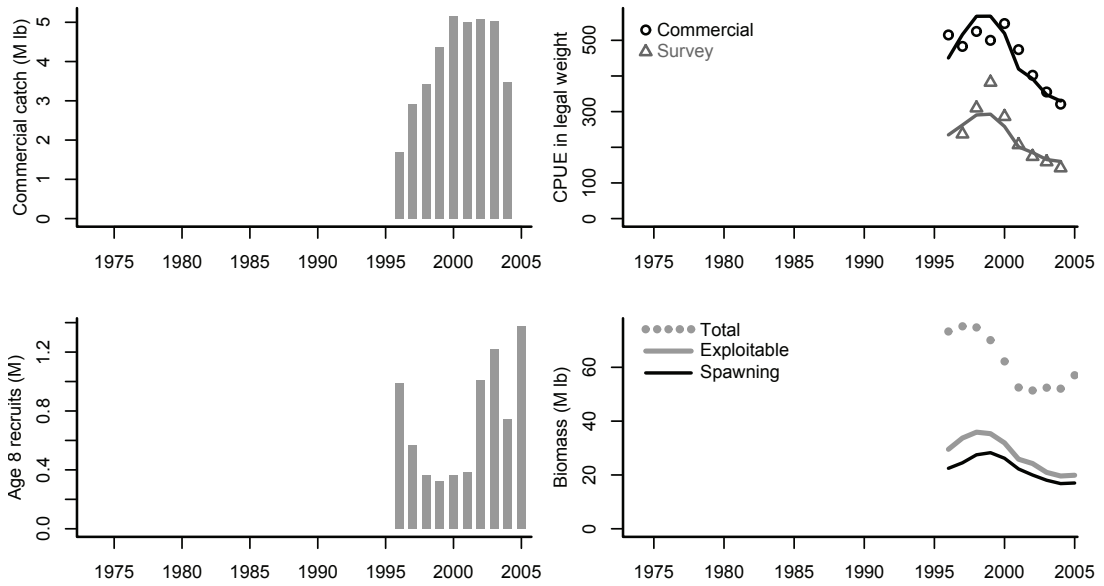 Commercial catch (M lb)
5
4
3
2
1
0
1975 1980 1985 1990 1995 2000 2005
CPUE in legal weight
500
300
100
0
Commercial
Survey
1975 1980 1985 1990 1995 2000 2005
Age 8 recruits (M)
1.2
0.8
0.4
0.0
1975 1980 1985 1990 1995 2000 2005
Biomass (M lb)
60
40
20
0
Total
Exploitable
Spawning
1975 1980 1985 1990 1995 2000 2005